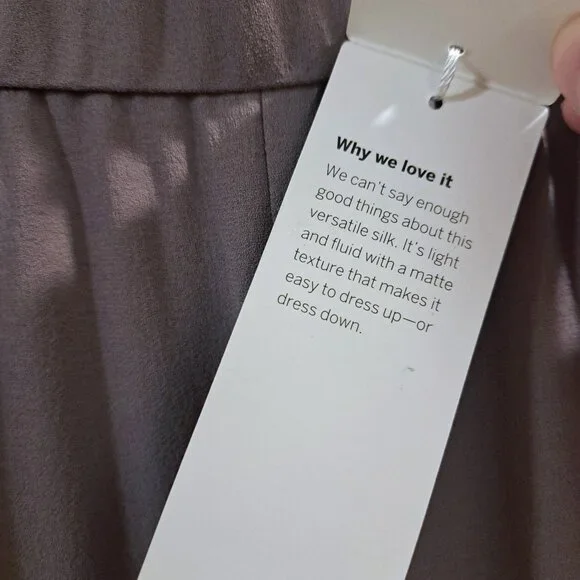 Why we love it
We can't say enough
good things about this
versatile silk. It's light
and fluid with a matte
texture that makes it
easy to dress up—or
dress down.